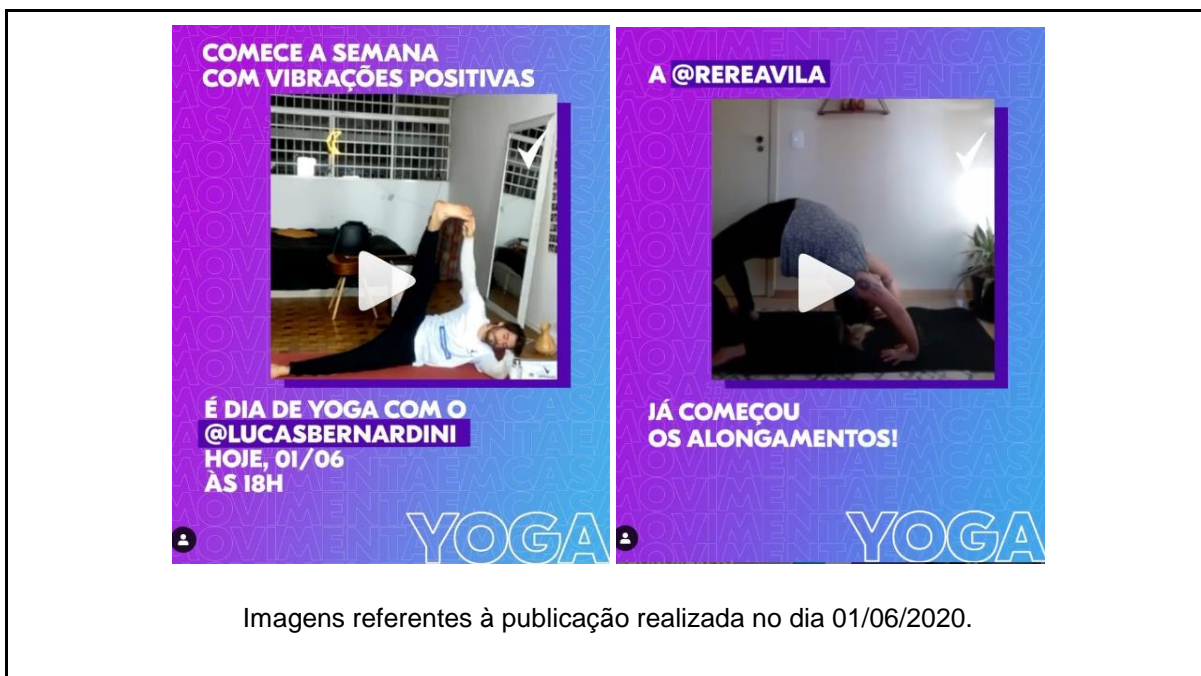 COMECE A SEMANA
COM VIBRAÇÕES POSITIVAS
É DIA DE YOGA COM O
@LUCASBERNARDINI
HOJE, 01/06
ÀS 18H
YOGA
A @REREAVILA
JÁ COMEÇOU
OS ALONGAMENTOS!
YOGA
Imagens referentes à publicação realizada no dia 01/06/2020.